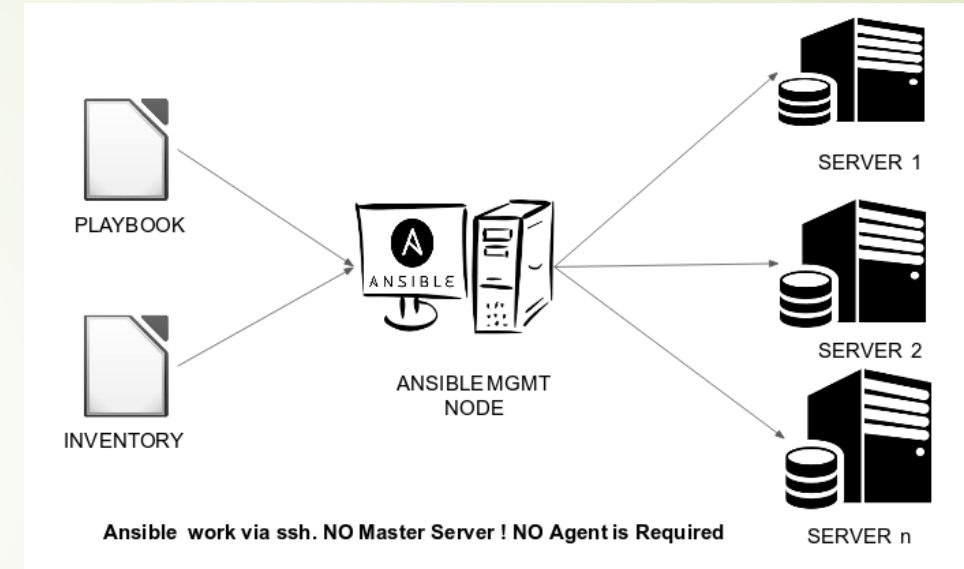 PLAYBOOK
INVENTORY
ANSIBLE
ANSIBLE MGMT
NODE
SERVER 1
SERVER 2
SERVER n
Ansible work via ssh. NO Master Server ! NO Agent is Required